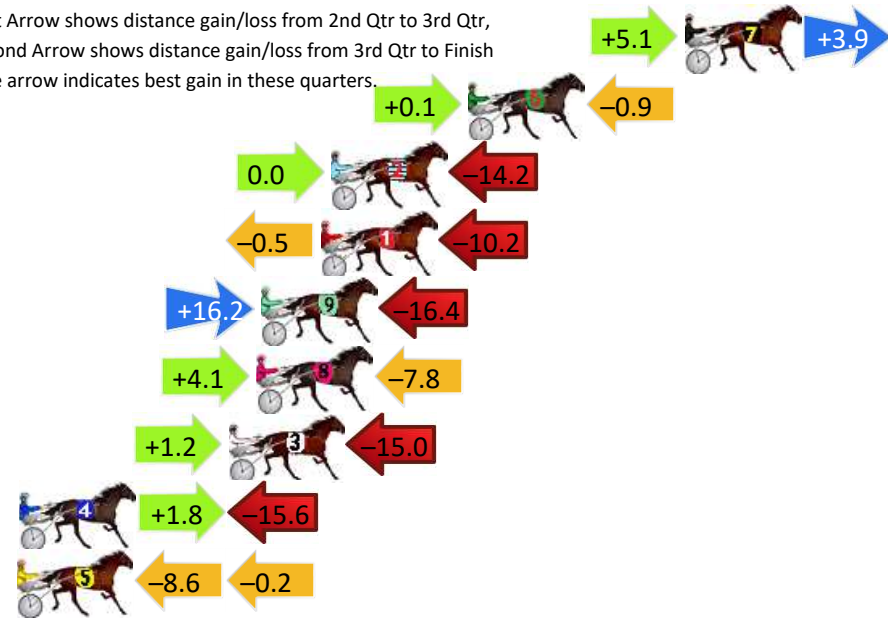 t Arrow shows distance gain/loss from 2nd Qtr to 3rd Qtr,
ond Arrow shows distance gain/loss from 3rd Qtr to Finish
e arrow indicates best gain in these quarters.
+5.1 7 +3.9
+0.1 6 –0.9
0.0 2 –14.2
–0.5 1 –10.2
+16.2 9 –16.4
+4.1 8 –7.8
+1.2 3 –15.0
4 +1.8 –15.6
5 –8.6 –0.2